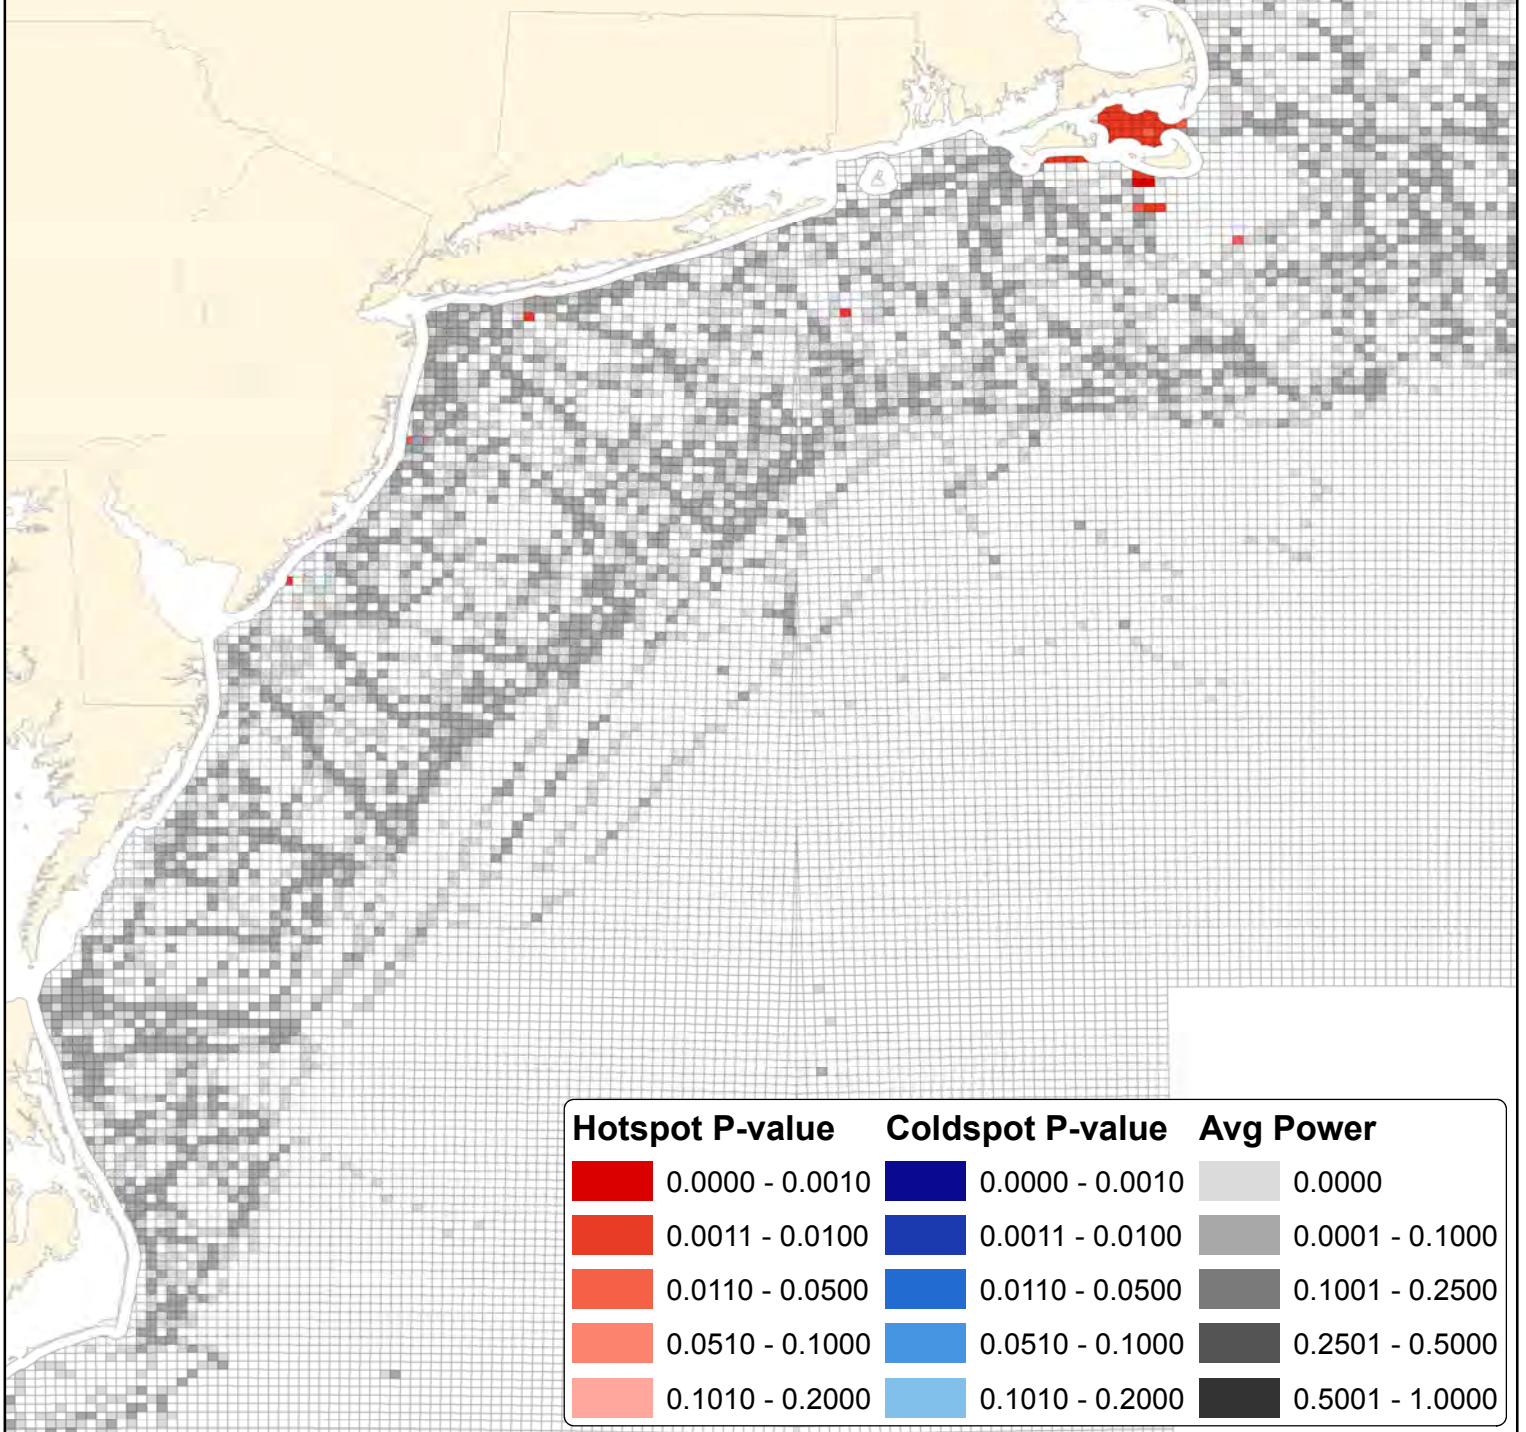 Hotspot P-value Coldspot P-value Avg Power
0.0000 - 0.0010 0.0000 - 0.0010 0.0000
0.0011 - 0.0100 0.0011 - 0.0100 0.0001 - 0.1000
0.0110 - 0.0500 0.0110 - 0.0500 0.1001 - 0.2500
0.0510 - 0.1000 0.0510 - 0.1000 0.2501 - 0.5000
0.1010 - 0.2000 0.1010 - 0.2000 0.5001 - 1.0000